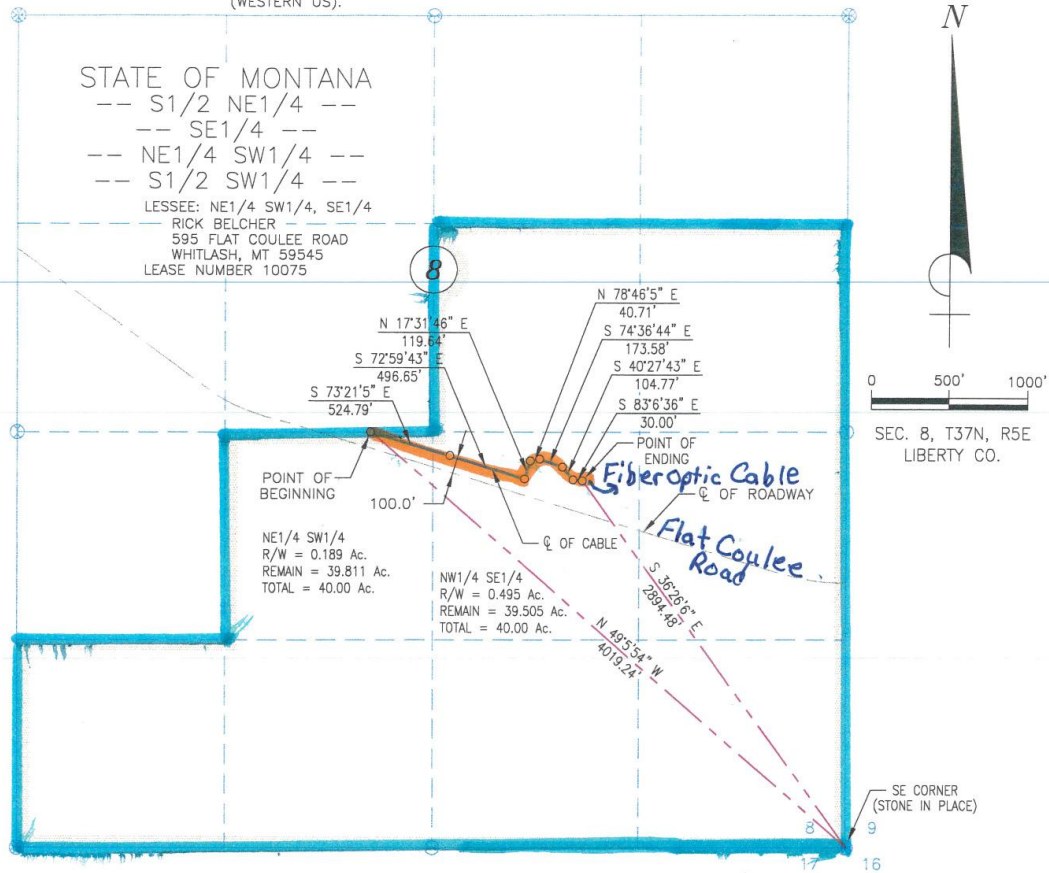 (WESTERN US).
N
STATE OF MONTANA
-- S1/2 NE1/4 --
-- SE1/4 --
-- NE1/4 SW1/4 --
-- S1/2 SW1/4 --
LESSEE: NE1/4 SW1/4, SE1/4
RICK BELCHER
595 FLAT COULEE ROAD
WHITLASH, MT 59545
LEASE NUMBER 10075
8
N 17°31'46" E
119.64'
S 72°59'43" E
496.65'
S 73°21'5" E
524.79'
N 78°46'5" E
40.71'
S 74°36'44" E
173.58'
S 40°27'43" E
104.77'
S 83°6'36" E
30.00'
POINT OF
ENDING
0 500' 1000'
SEC. 8, T37N, R5E
LIBERTY CO.
POINT OF
BEGINNING
100.0'
Fiberoptic Cable
℄ OF ROADWAY
℄ OF CABLE
Flat Coulee
Road
NE1/4 SW1/4
R/W = 0.189 Ac.
REMAIN = 39.811 Ac.
TOTAL = 40.00 Ac.
NW1/4 SE1/4
R/W = 0.495 Ac.
REMAIN = 39.505 Ac.
TOTAL = 40.00 Ac.
S 36°26'6" E
2894.48'
N 49°5'54" W
4019.24'
SE CORNER
(STONE IN PLACE)
8 9
17 16